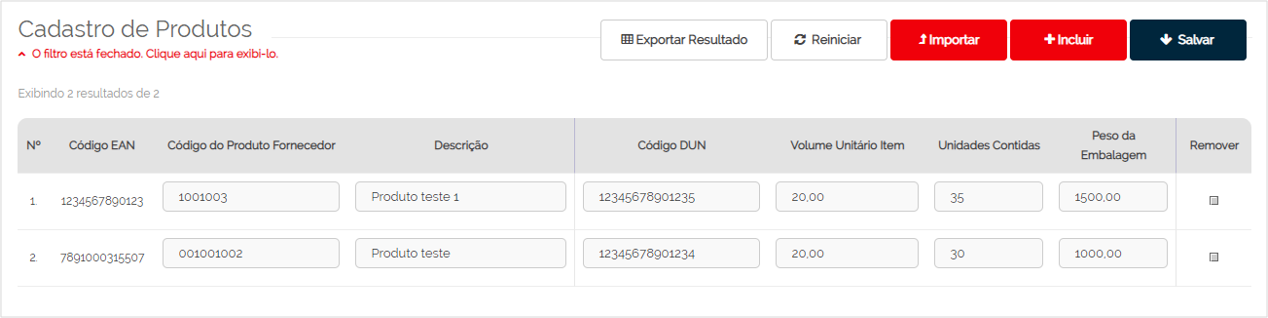 Cadastro de Produtos
O filtro está fechado. Clique aqui para exibi-lo.
Exportar Resultado
Reiniciar
Importar
Incluir
Salvar
Exibindo 2 resultados de 2
Nº Código EAN Código do Produto Fornecedor Descrição Código DUN Volume Unitário Item Unidades Contidas Peso da Embalagem Remover
1. 1234567890123 1001003 Produto teste 1 12345678901235 20,00 35 1500,00
2. 7891000315507 001001002 Produto teste 12345678901234 20,00 30 1000,00